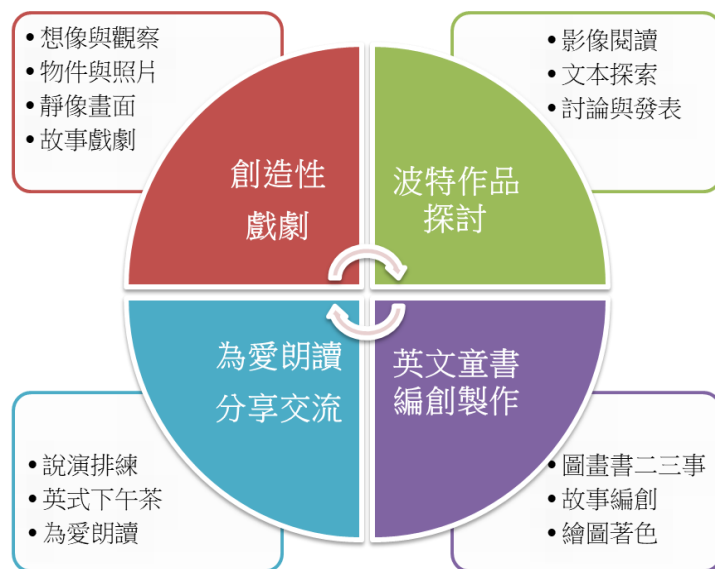 • 想像與觀察
• 物件與照片
• 靜像畫面
• 故事戲劇
創造性
戲劇
• 影像閱讀
• 文本探索
• 討論與發表
波特作品
探討
為愛朗讀
分享交流
• 說演排練
• 英式下午茶
• 為愛朗讀
英文童書
編創製作
• 圖畫書二三事
• 故事編創
• 繪圖著色